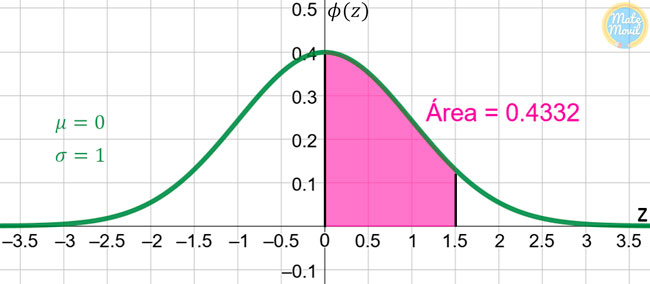 0.5
ϕ(z)
Mate
Movil
0.4
0.3
μ = 0
Área = 0.4332
0.2
σ = 1
0.1
z
–3.5 –3 –2.5 –2 –1.5 –1 –0.5 0 0.5 1 1.5 2 2.5 3 3.5
–0.1